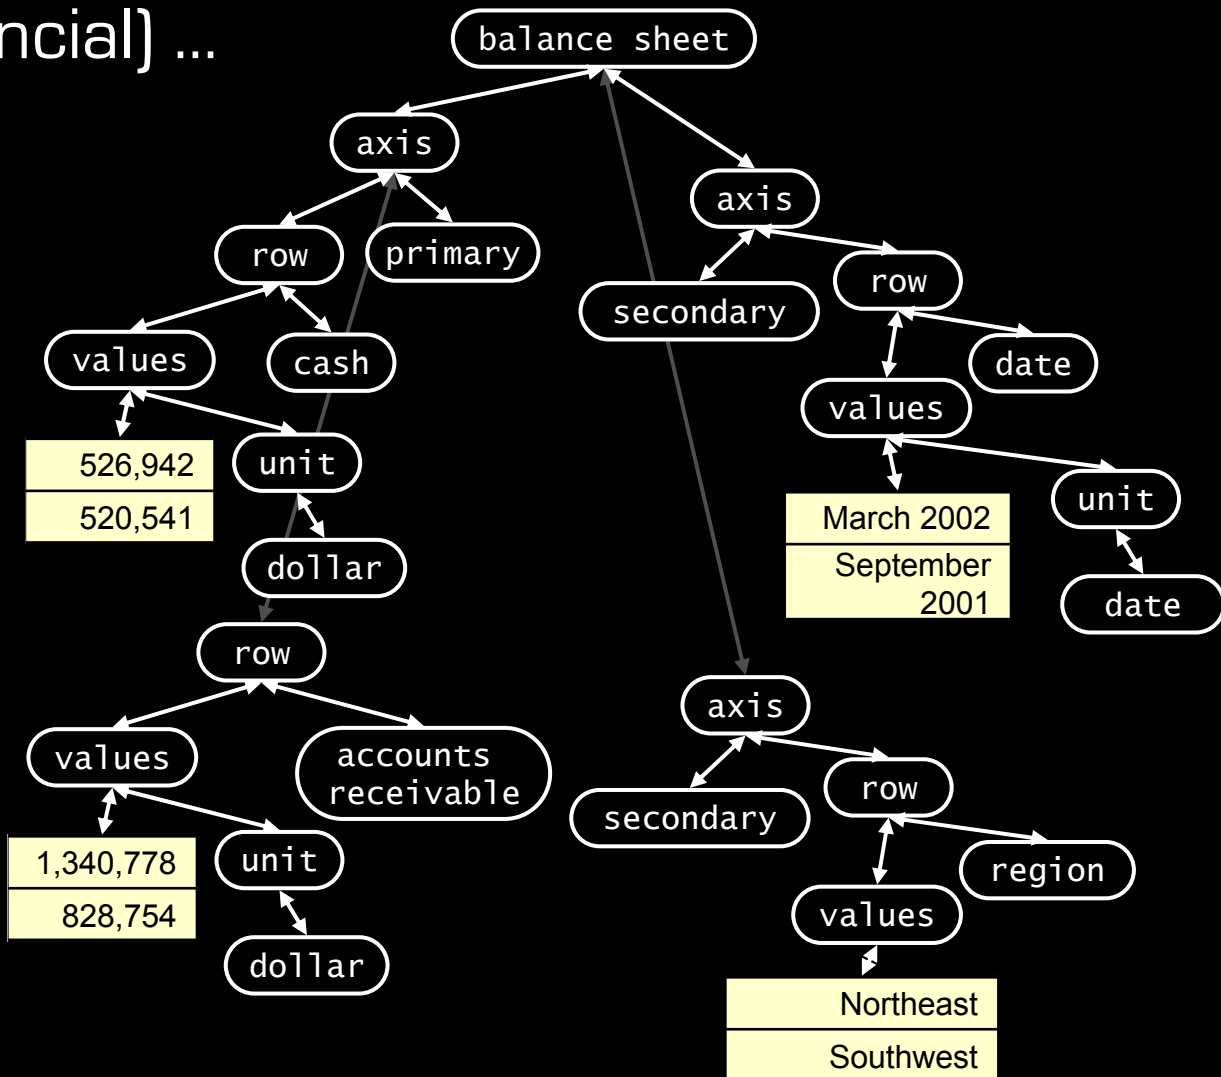 ncial) ...
balance sheet
axis
axis
row
primary
row
secondary
values
cash
date
values
526,942
unit
520,541
unit
March 2002
September
2001
dollar
date
row
axis
values
accounts
receivable
row
secondary
1,340,778
unit
region
828,754
values
dollar
Northeast
Southwest